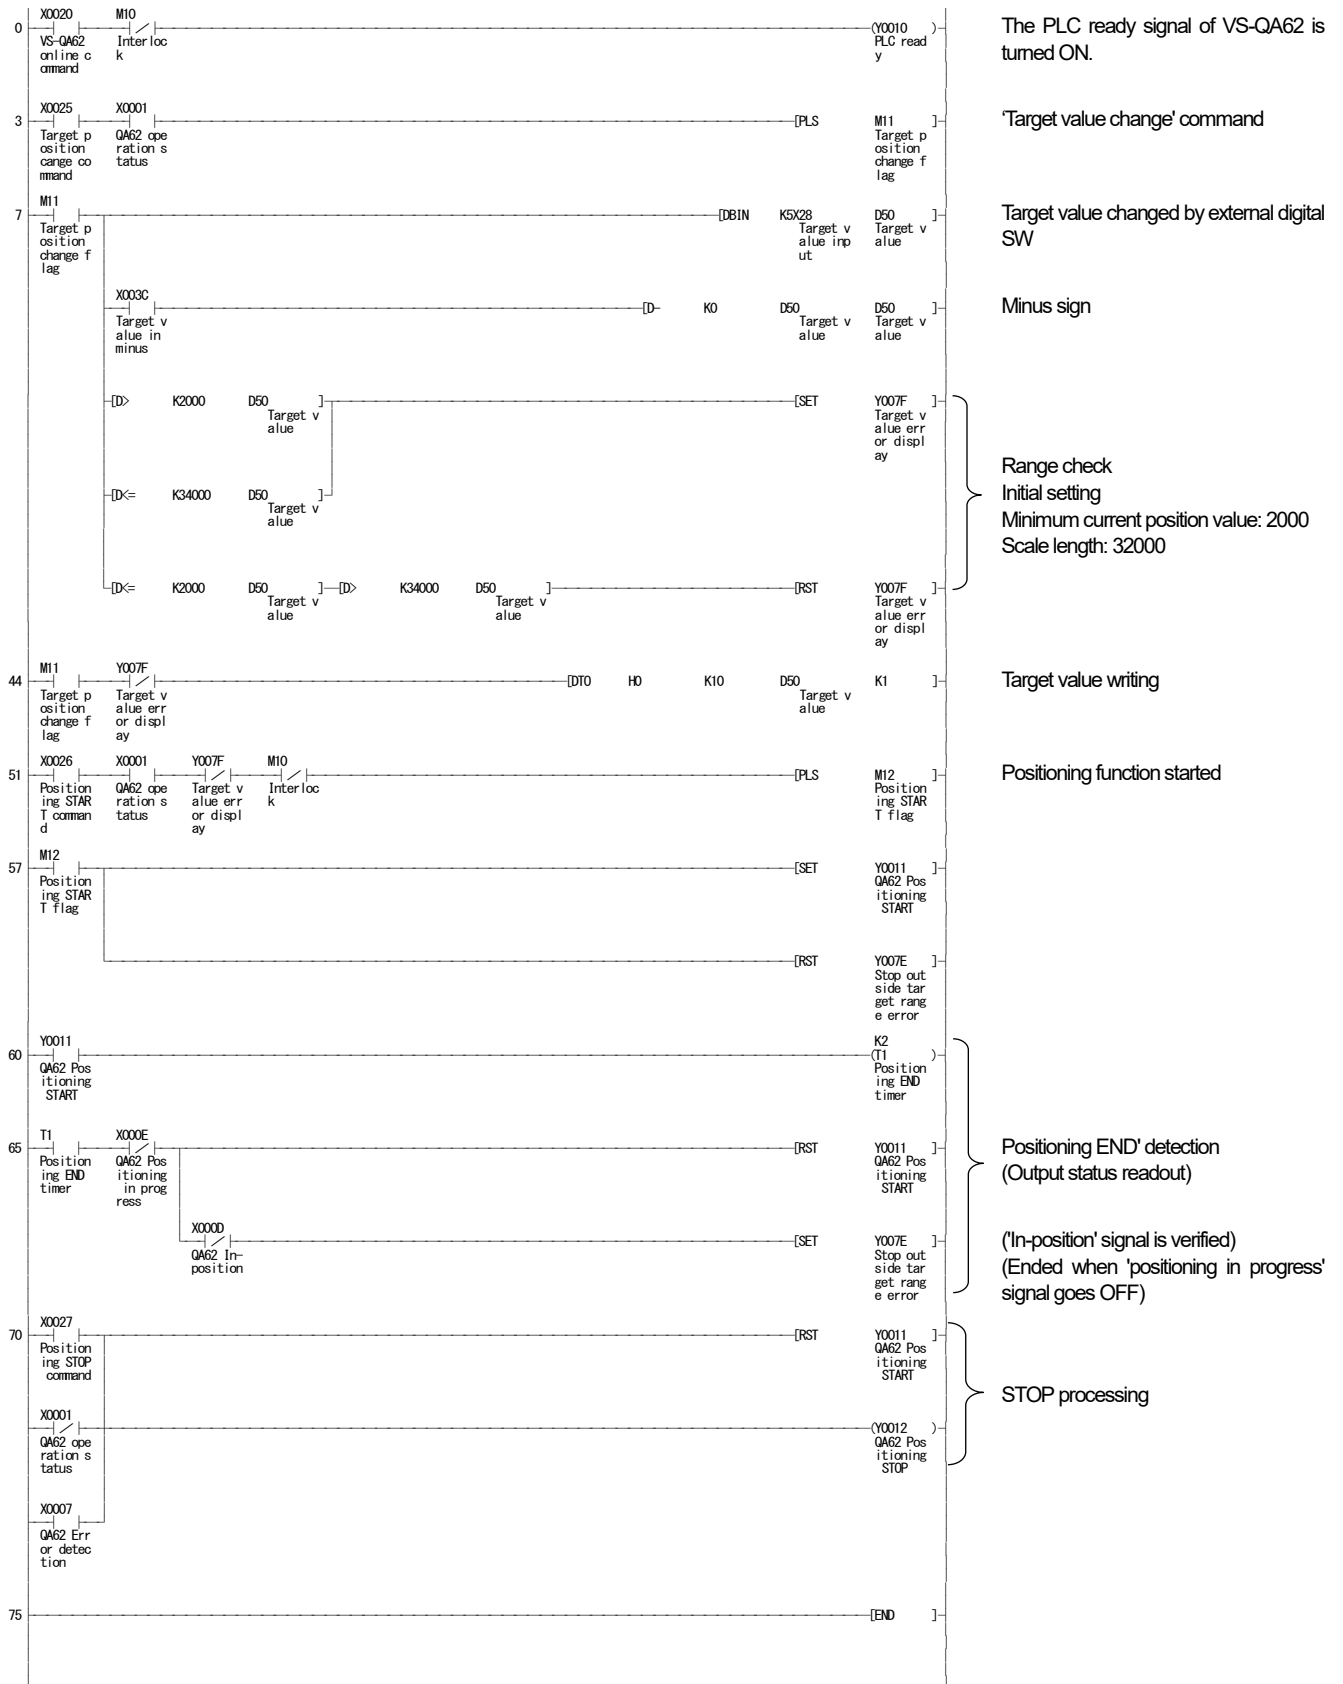 X0020 M10
0 (Y0010 ) The PLC ready signal of VS-QA62 is
VS-QA62 Interloc PLC read turned ON.
online c k y
ommand
X0025 X0001
3 [PLS M11 ] ‘Target value change' command
Target p QA62 ope Target p
osition ration s osition
cange co tatus change f
mmand lag
M11
7 [DBIN K5X28 D50 ] Target value changed by external digital
Target p Target v Target v SW
osition alue inp alue
change f ut
lag
X003C
[D- K0 D50 D50 ] Minus sign
Target v Target v Target v
alue in alue alue
minus
[D> K2000 D50 ] [SET Y007F ]
Target v Target v
alue alue err
or displ
ay
Range check
[D<= K34000 D50 ] Initial setting
Target v Minimum current position value: 2000
alue Scale length: 32000
[D<= K2000 D50 ] [D> K34000 D50 ] [RST Y007F ]
Target v Target v Target v
alue alue alue err
or displ
ay
M11 Y007F
44 [DTO H0 K10 D50 K1 ] Target value writing
Target p Target v Target v
osition alue err alue
change f or displ
lag ay
X0026 X0001 Y007F M10
51 [PLS M12 ] Positioning function started
Position QA62 ope Target v Interloc Position
ing STAR ration s alue err k ing STAR
T comman tatus or displ T flag
d ay
M12
57 [SET Y0011 ]
Position QA62 Pos
ing STAR itioning
T flag START
[RST Y007E ]
Stop out
side tar
get rang
e error
Y0011 K2
60 (T1 )
QA62 Pos Position
itioning ing END
START timer
T1 X000E
65 [RST Y0011 ] Positioning END' detection
Position QA62 Pos QA62 Pos (Output status readout)
ing END itioning itioning
timer in prog START
ress
X000D
[SET Y007E ] ('In-position' signal is verified)
QA62 In- Stop out (Ended when 'positioning in progress'
position side tar signal goes OFF)
get rang
e error
X0027
70 [RST Y0011 ]
Position QA62 Pos
ing STOP itioning
command START
STOP processing
X0001
(Y0012 )
QA62 ope QA62 Pos
ration s itioning
tatus STOP
X0007
QA62 Err
or detec
tion
75 [END ]